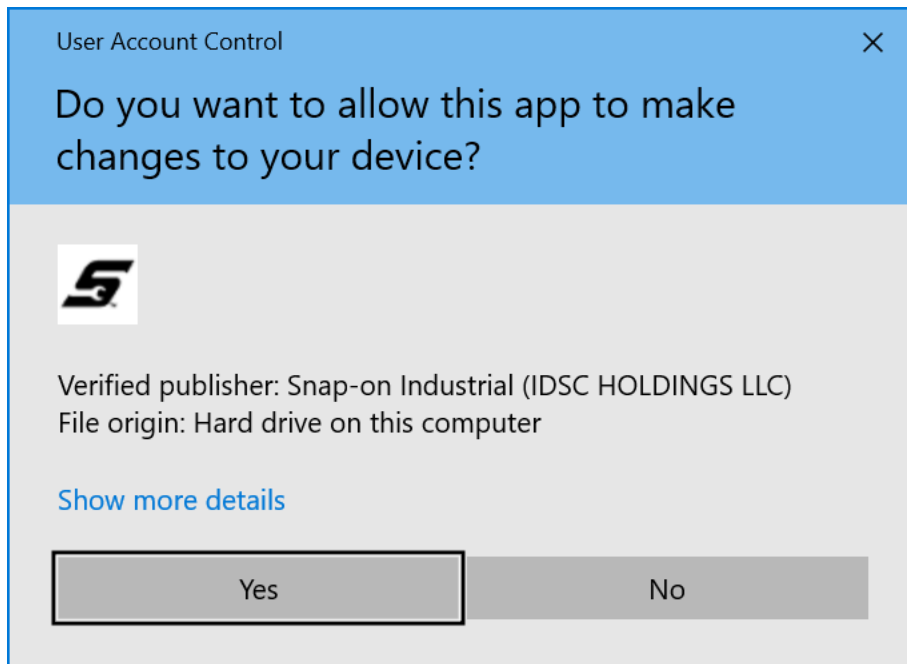 User Account Control
Do you want to allow this app to make
changes to your device?
Verified publisher: Snap-on Industrial (IDSC HOLDINGS LLC)
File origin: Hard drive on this computer
Show more details
Yes
No